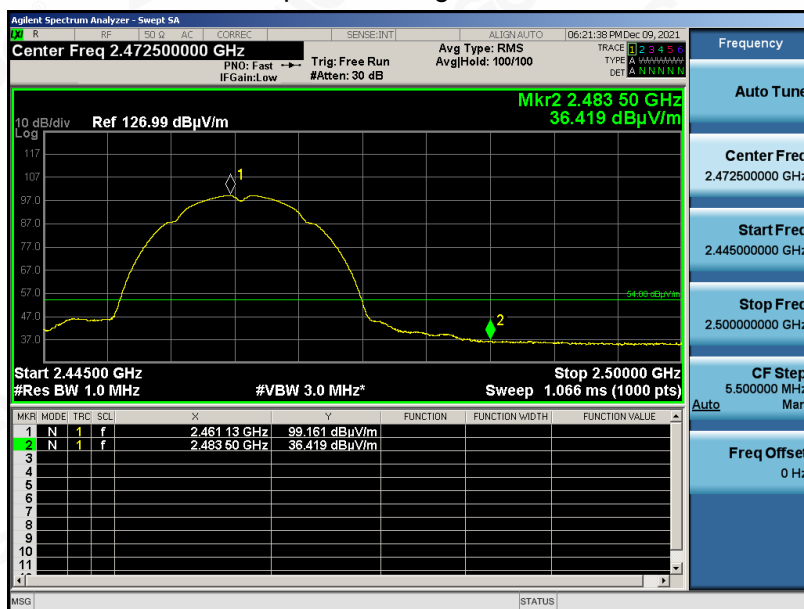 Agilent Spectrum Analyzer - Swept SA
LXI R RF 50 Ω AC CORREC SENSE:INT ALIGN AUTO 06:21:38 PM Dec 09, 2021
Center Freq 2.472500000 GHz
PNO: Fast
IFGain:Low
Trig: Free Run
#Atten: 30 dB
Avg Type: RMS
Avg|Hold: 100/100
TRACE 1 2 3 4 5 6
TYPE A WWWWW
DET A N N N N N
Mkr2 2.483 50 GHz
36.419 dBµV/m
10 dB/div Ref 126.99 dBµV/m
Log
117
107
97.0
87.0
77.0
67.0
57.0
47.0
37.0
1
54.00 dBµV/m
2
Start 2.44500 GHz Stop 2.50000 GHz
#Res BW 1.0 MHz #VBW 3.0 MHz* Sweep 1.066 ms (1000 pts)
MKR MODE TRC SCL X Y FUNCTION FUNCTION WIDTH FUNCTION VALUE
1 N 1 f 2.461 13 GHz 99.161 dBµV/m
2 N 1 f 2.483 50 GHz 36.419 dBµV/m
3
4
5
6
7
8
9
10
11
MSG STATUS
Frequency
Auto Tune
Center Freq
2.472500000 GHz
Start Freq
2.445000000 GHz
Stop Freq
2.500000000 GHz
CF Step
5.500000 MHz
Auto Man
Freq Offset
0 Hz